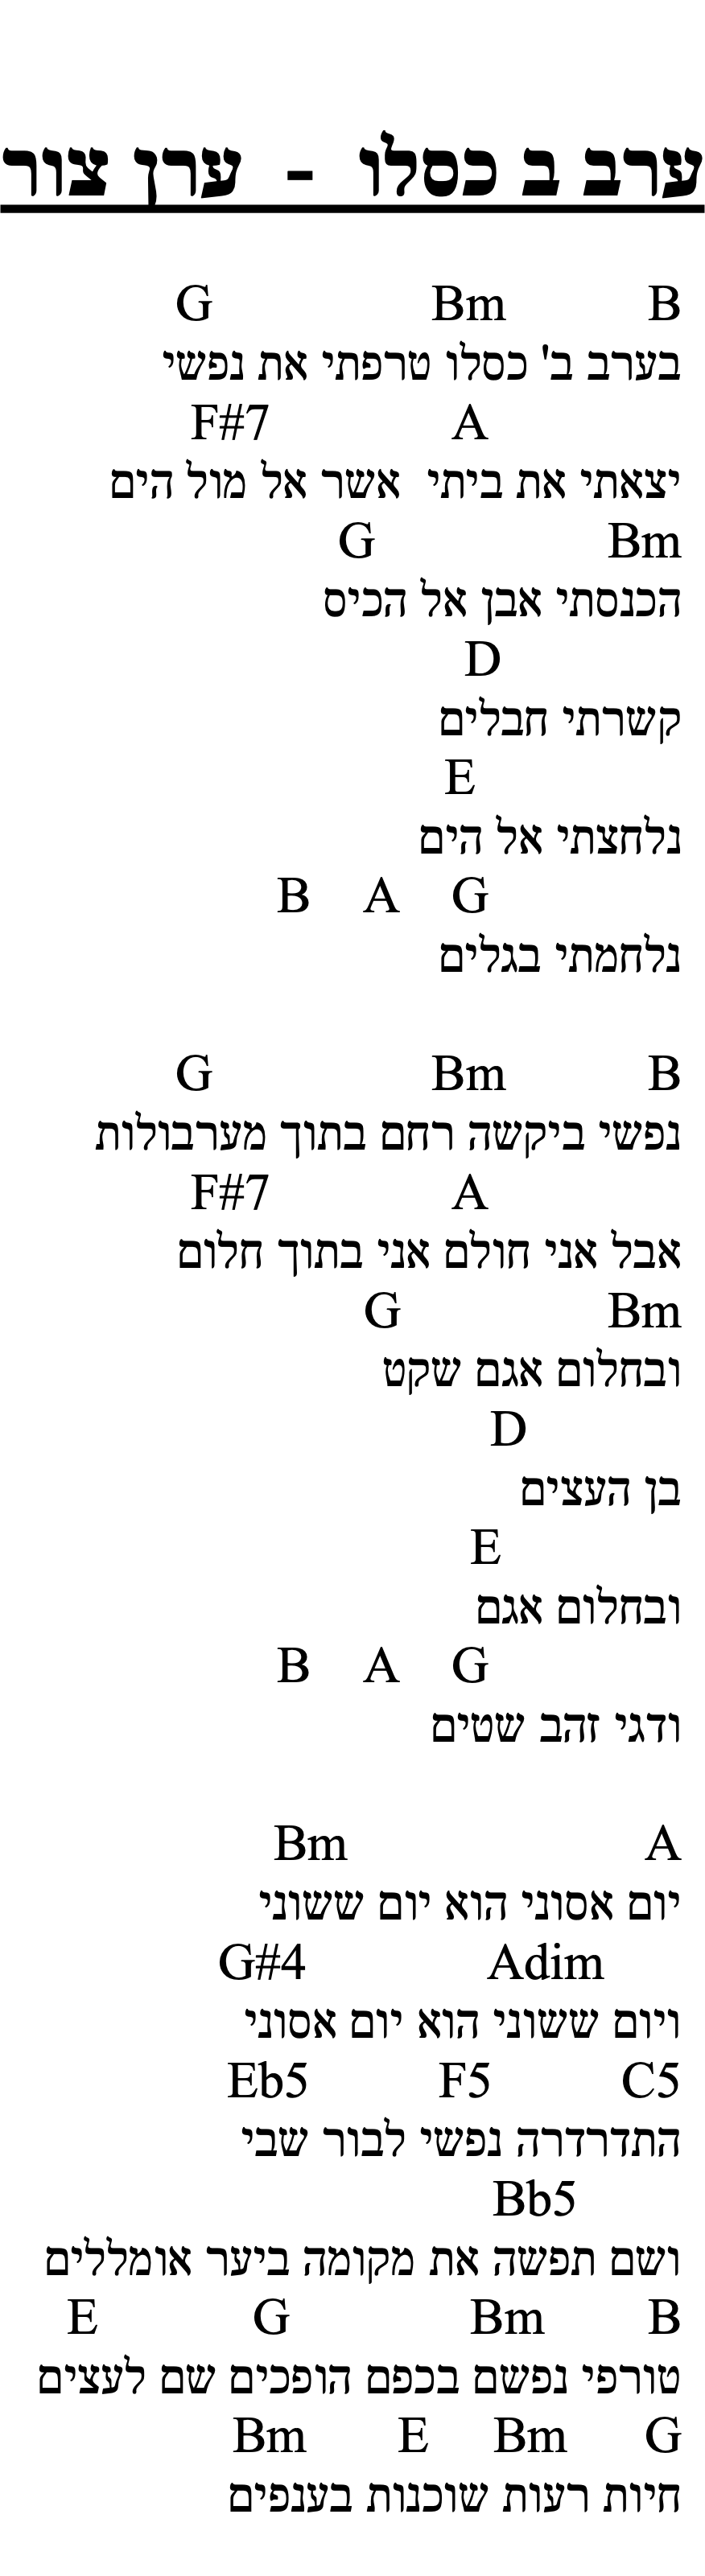 ערב ב כסלו - ערן צור
B Bm G
בערב ב' כסלו טרפתי את נפשי
A F#7
יצאתי את ביתי אשר אל מול הים
Bm G
הכנסתי אבן אל הכיס
D
קשרתי חבלים
E
נלחצתי אל הים
G A B
נלחמתי בגלים
B Bm G
נפשי ביקשה רחם בתוך מערבולות
A F#7
אבל אני חולם אני בתוך חלום
Bm G
ובחלום אגם שקט
D
בן העצים
E
ובחלום אגם
G A B
ודגי זהב שטים
A Bm
יום אסוני הוא יום ששוני
Adim G#4
ויום ששוני הוא יום אסוני
C5 F5 Eb5
התדרדרה נפשי לבור שבי
Bb5
ושם תפשה את מקומה ביער אומללים
B Bm G E
טורפי נפשם בכפם הופכים שם לעצים
G Bm E Bm
חיות רעות שוכנות בענפים